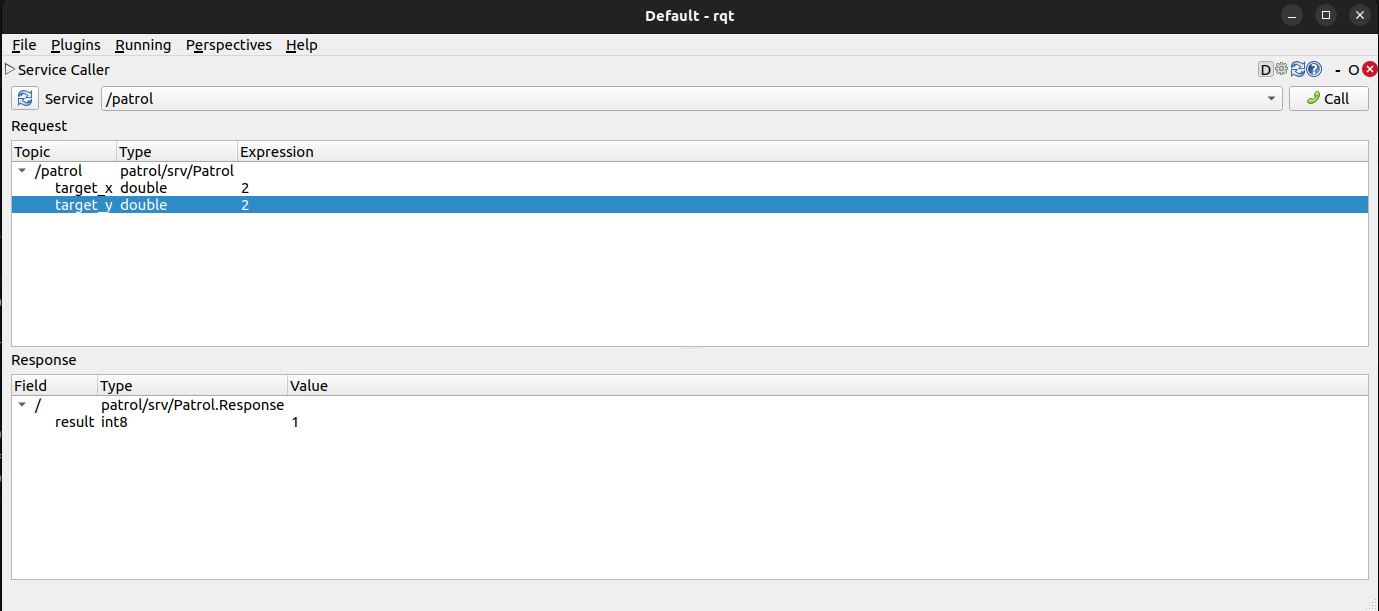 Default - rqt
File Plugins Running Perspectives Help
Service Caller D - O
Service /patrol Call
Request
Topic Type Expression
/patrol patrol/srv/Patrol
target_x double 2
target_y double 2
Response
Field Type Value
/ patrol/srv/Patrol.Response
result int8 1